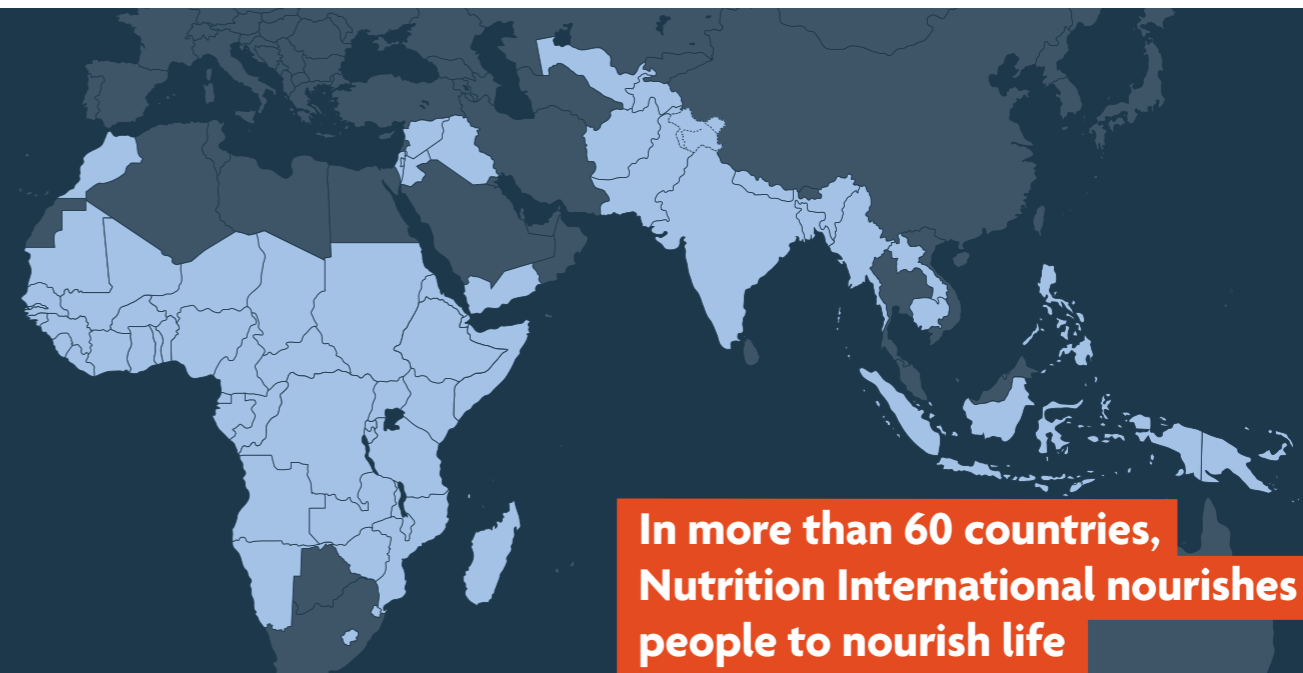 In more than 60 countries,
Nutrition International nourishes
people to nourish life